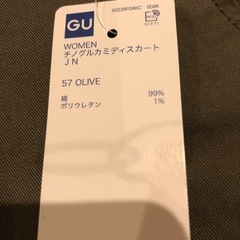 GU
60226F046C 004K
WOMEN
チノグルカミディスカート
JN
57 OLIVE
綿 99%
ポリウレタン 1%